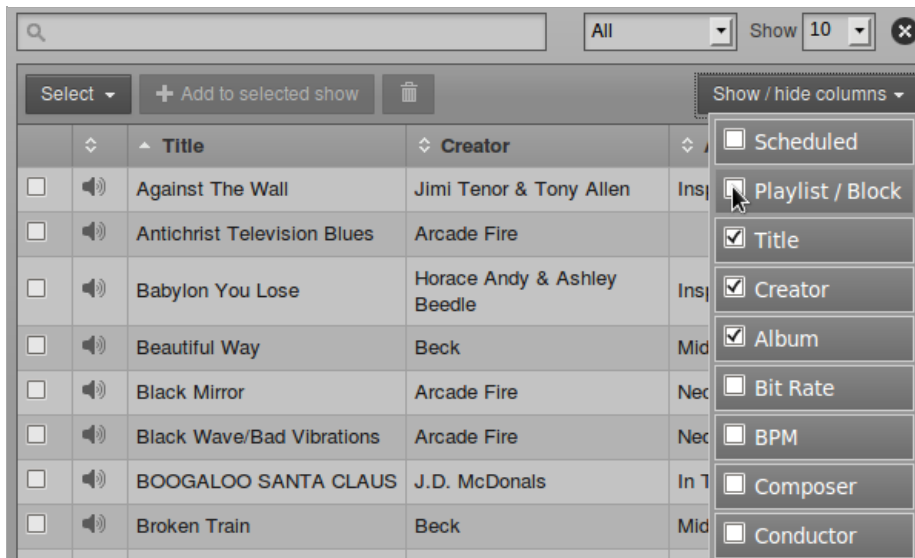 All Show 10
Select + Add to selected show Show / hide columns
Title Creator
Scheduled
Against The Wall Jimi Tenor & Tony Allen
Playlist / Block
Antichrist Television Blues Arcade Fire
Title
Babylon You Lose Horace Andy & Ashley
Beedle
Creator
Beautiful Way Beck Mid
Album
Black Mirror Arcade Fire
Bit Rate
Black Wave/Bad Vibrations Arcade Fire
BPM
BOOGALOO SANTA CLAUS J.D. McDonals In T
Composer
Broken Train Beck Mid
Conductor